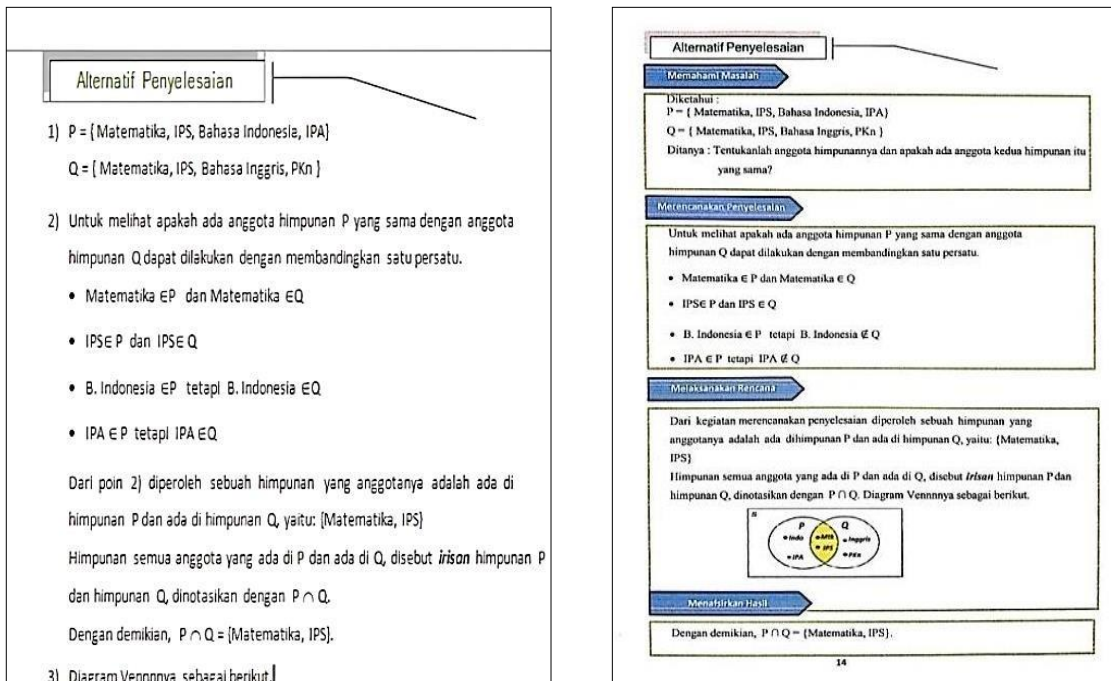 Alternatif Penyelesaian
1) P = { Matematika, IPS, Bahasa Indonesia, IPA}
Q = { Matematika, IPS, Bahasa Inggris, PKn }
2) Untuk melihat apakah ada anggota himpunan P yang sama dengan anggota
himpunan Q dapat dilakukan dengan membandingkan satu persatu.
• Matematika ∈P dan Matematika ∈Q
• IPS∈ P dan IPS∈ Q
• B. Indonesia ∈P tetapi B. Indonesia ∈Q
• IPA ∈ P tetapi IPA ∈Q
Dari poin 2) diperoleh sebuah himpunan yang anggotanya adalah ada di
himpunan P dan ada di himpunan Q, yaitu: {Matematika, IPS}
Himpunan semua anggota yang ada di P dan ada di Q, disebut irisan himpunan P
dan himpunan Q, dinotasikan dengan P ∩ Q.
Dengan demikian, P ∩ Q = {Matematika, IPS}.
3) Diagram Vennnnya sebagai berikut.
Alternatif Penyelesaian
Memahami Masalah
Diketahui :
P = { Matematika, IPS, Bahasa Indonesia, IPA}
Q = { Matematika, IPS, Bahasa Inggris, PKn }
Ditanya : Tentukanlah anggota himpunannya dan apakah ada anggota kedua himpunan itu
yang sama?
Merencanakan Penyelesaian
Untuk melihat apakah ada anggota himpunan P yang sama dengan anggota
himpunan Q dapat dilakukan dengan membandingkan satu persatu.
• Matematika ∈ P dan Matematika ∈ Q
• IPS∈ P dan IPS ∈ Q
• B. Indonesia ∈ P tetapi B. Indonesia ∉ Q
• IPA ∈ P tetapi IPA ∉ Q
Melaksanakan Rencana
Dari kegiatan merencanakan penyelesaian diperoleh sebuah himpunan yang
anggotanya adalah ada dihimpunan P dan ada di himpunan Q, yaitu: {Matematika,
IPS}
Himpunan semua anggota yang ada di P dan ada di Q, disebut irisan himpunan P dan
himpunan Q, dinotasikan dengan P ∩ Q. Diagram Vennnnya sebagai berikut.
P Q
• Indo • Mtk • Inggris
• IPA • IPS • PKn
Menafsirkan Hasil
Dengan demikian, P ∩ Q = {Matematika, IPS}.
14